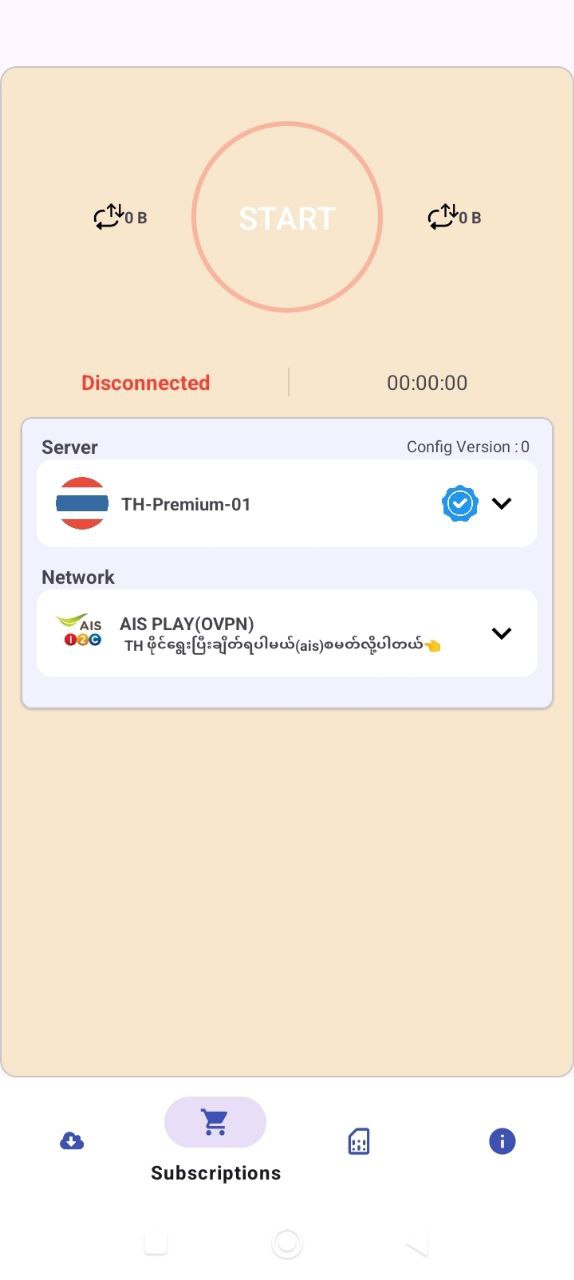 0 B
START
0 B
Disconnected
00:00:00
Server
Config Version : 0
TH-Premium-01
Network
AIS
1 2 C
AIS PLAY(OVPN)
TH ဖိုင်ရွေးပြီးချိတ်ရပါမယ်(ais)စမတ်လို့ပါတယ်👈
Subscriptions